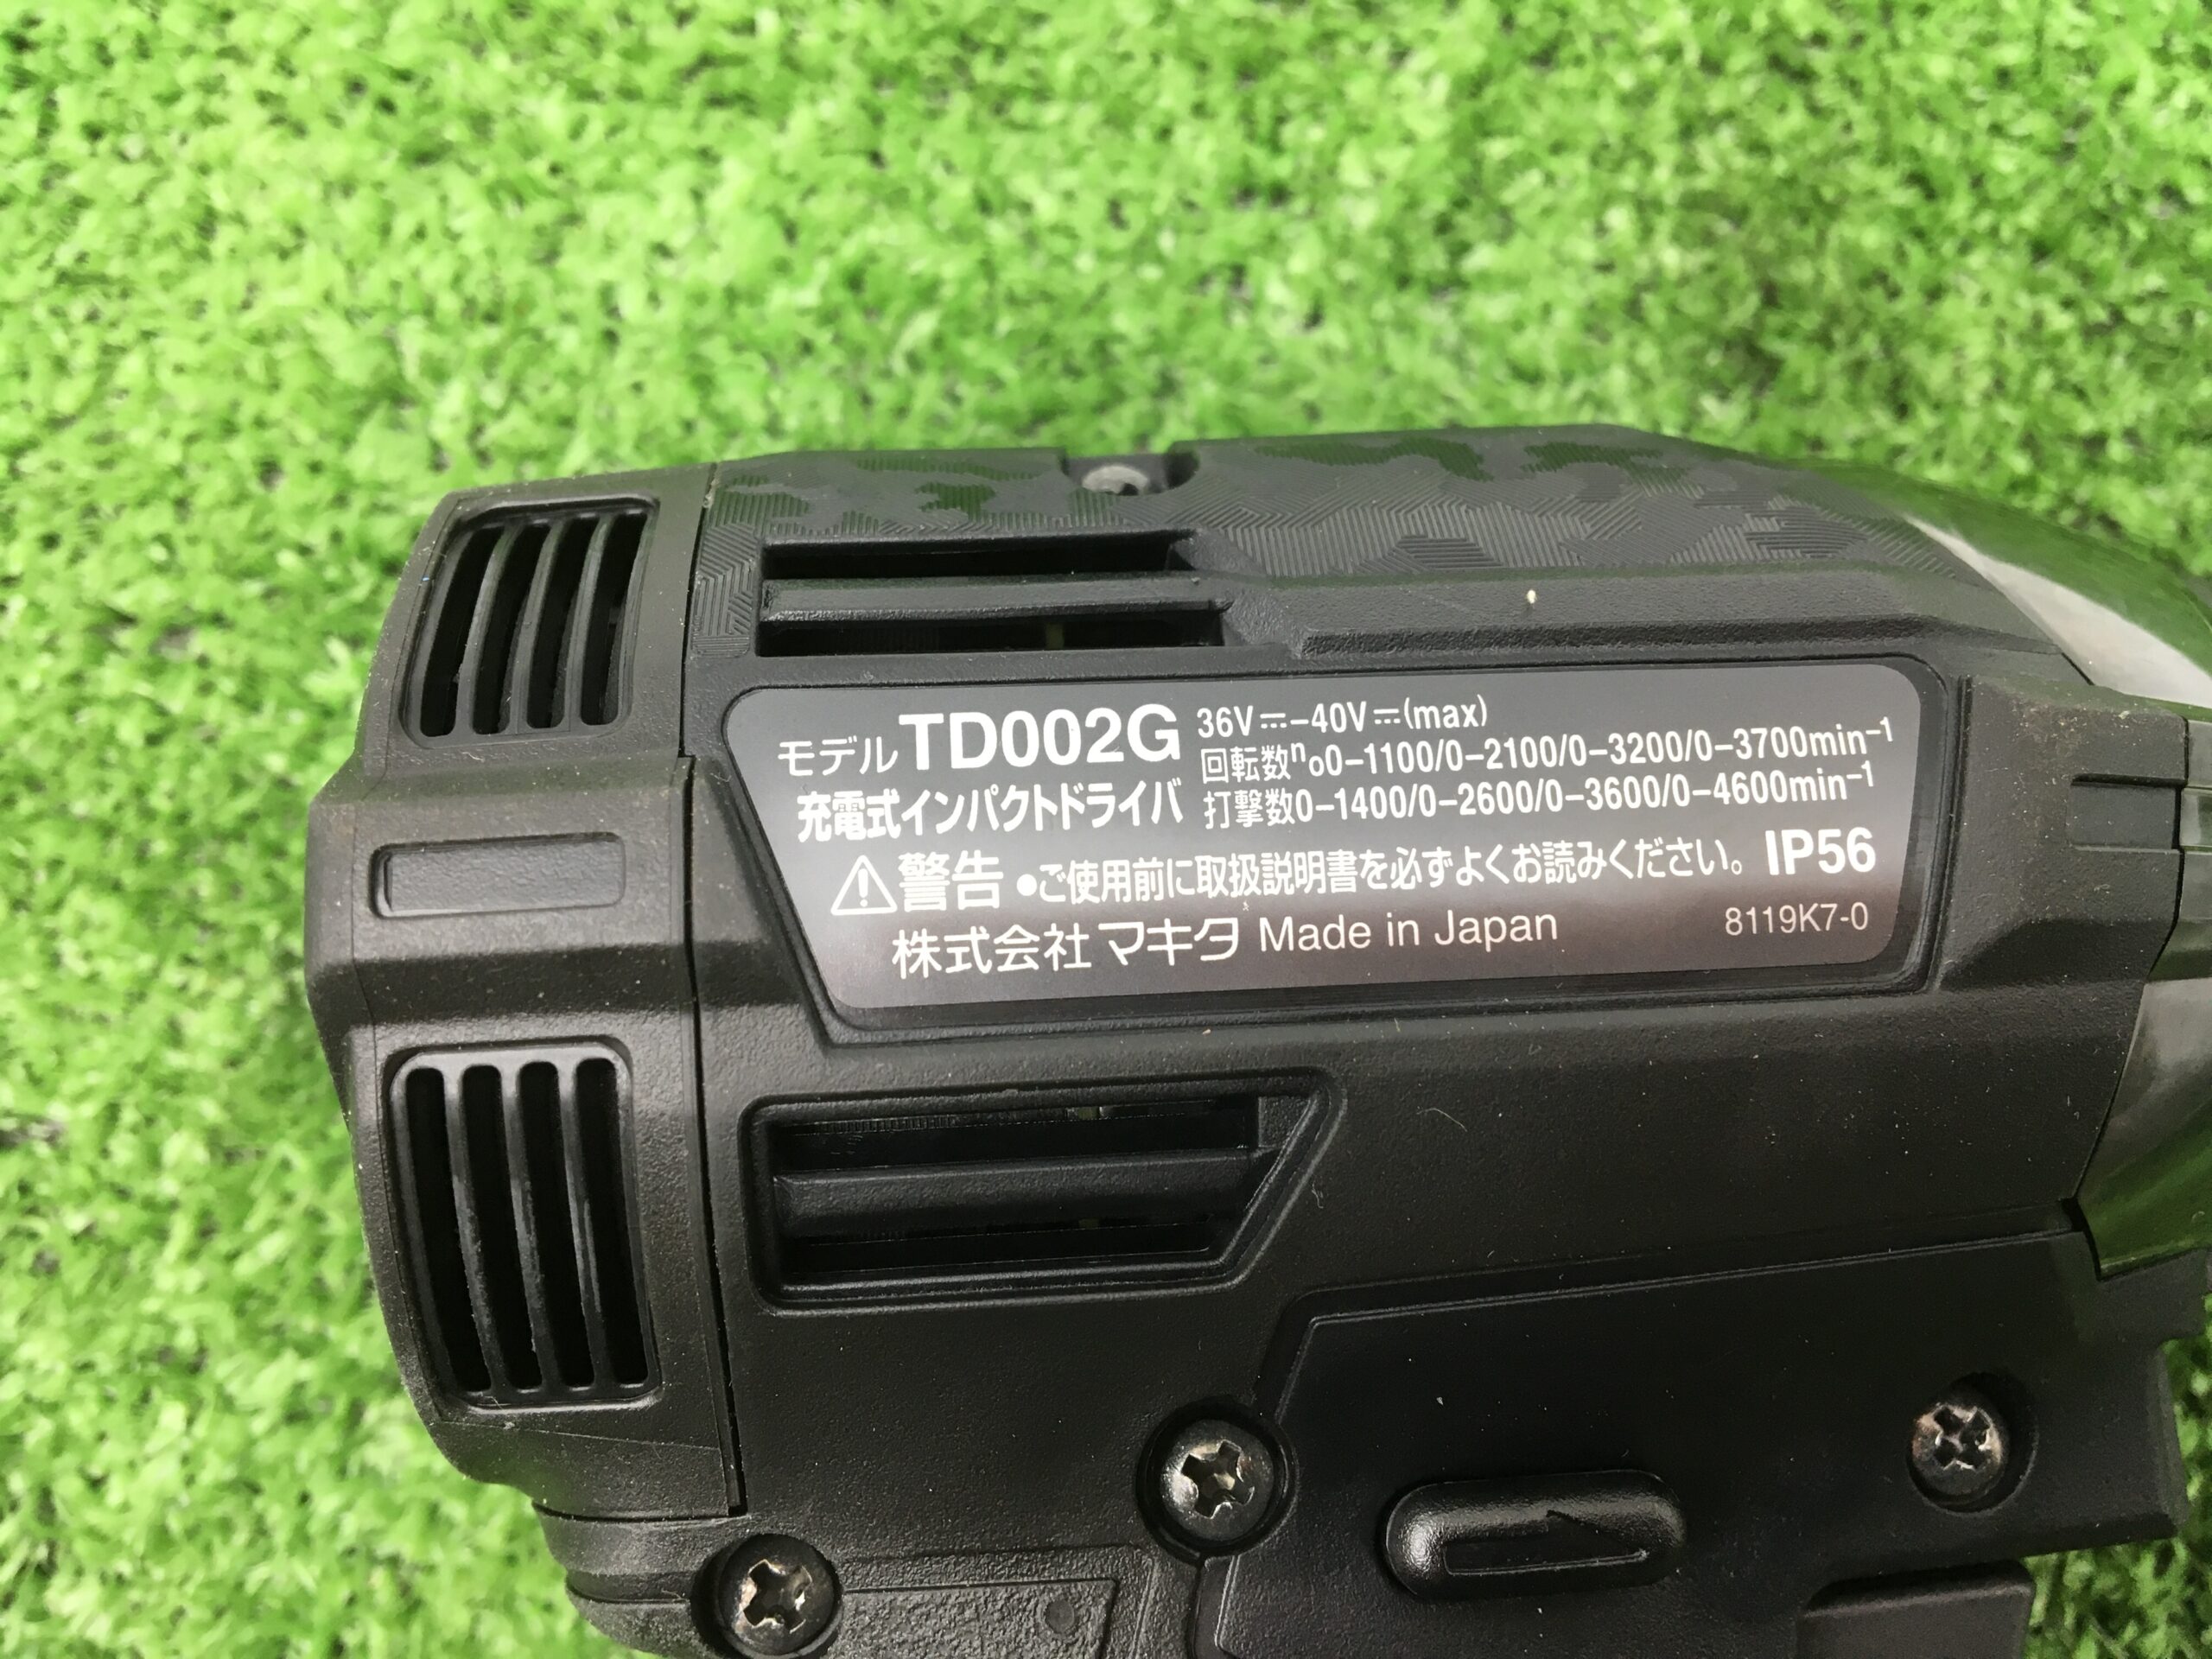 モデル TD002G 36V⎓–40V⎓(max)
回転数n₀0–1100/0–2100/0–3200/0–3700min⁻¹
充電式インパクトドライバ 打撃数0–1400/0–2600/0–3600/0–4600min⁻¹
⚠警告 ●ご使用前に取扱説明書を必ずよくお読みください。 IP56
株式会社マキタ Made in Japan 8119K7-0